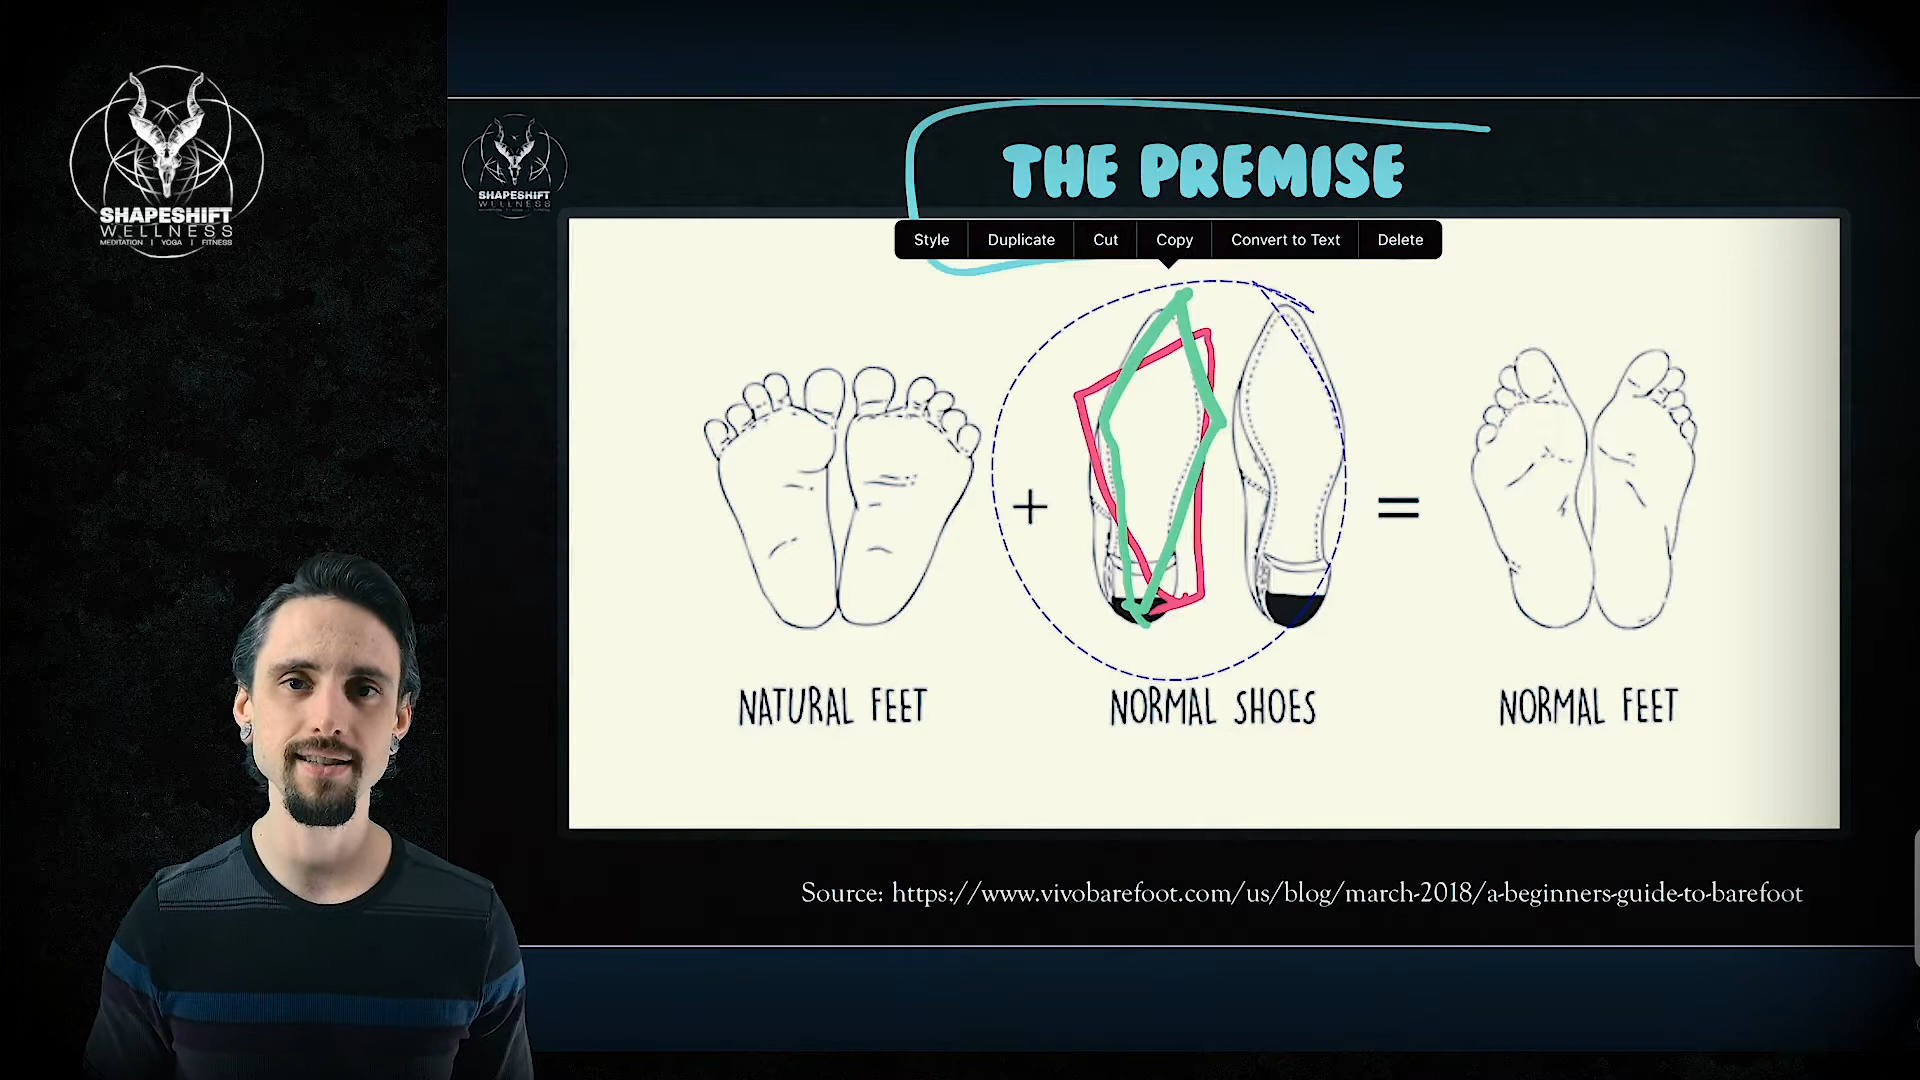 SHAPESHIFT
WELLNESS
MEDITATION | YOGA | FITNESS
SHAPESHIFT
WELLNESS
THE PREMISE
Style Duplicate Cut Copy Convert to Text Delete
+ =
NATURAL FEET NORMAL SHOES NORMAL FEET
Source: https://www.vivobarefoot.com/us/blog/march-2018/a-beginners-guide-to-barefoot